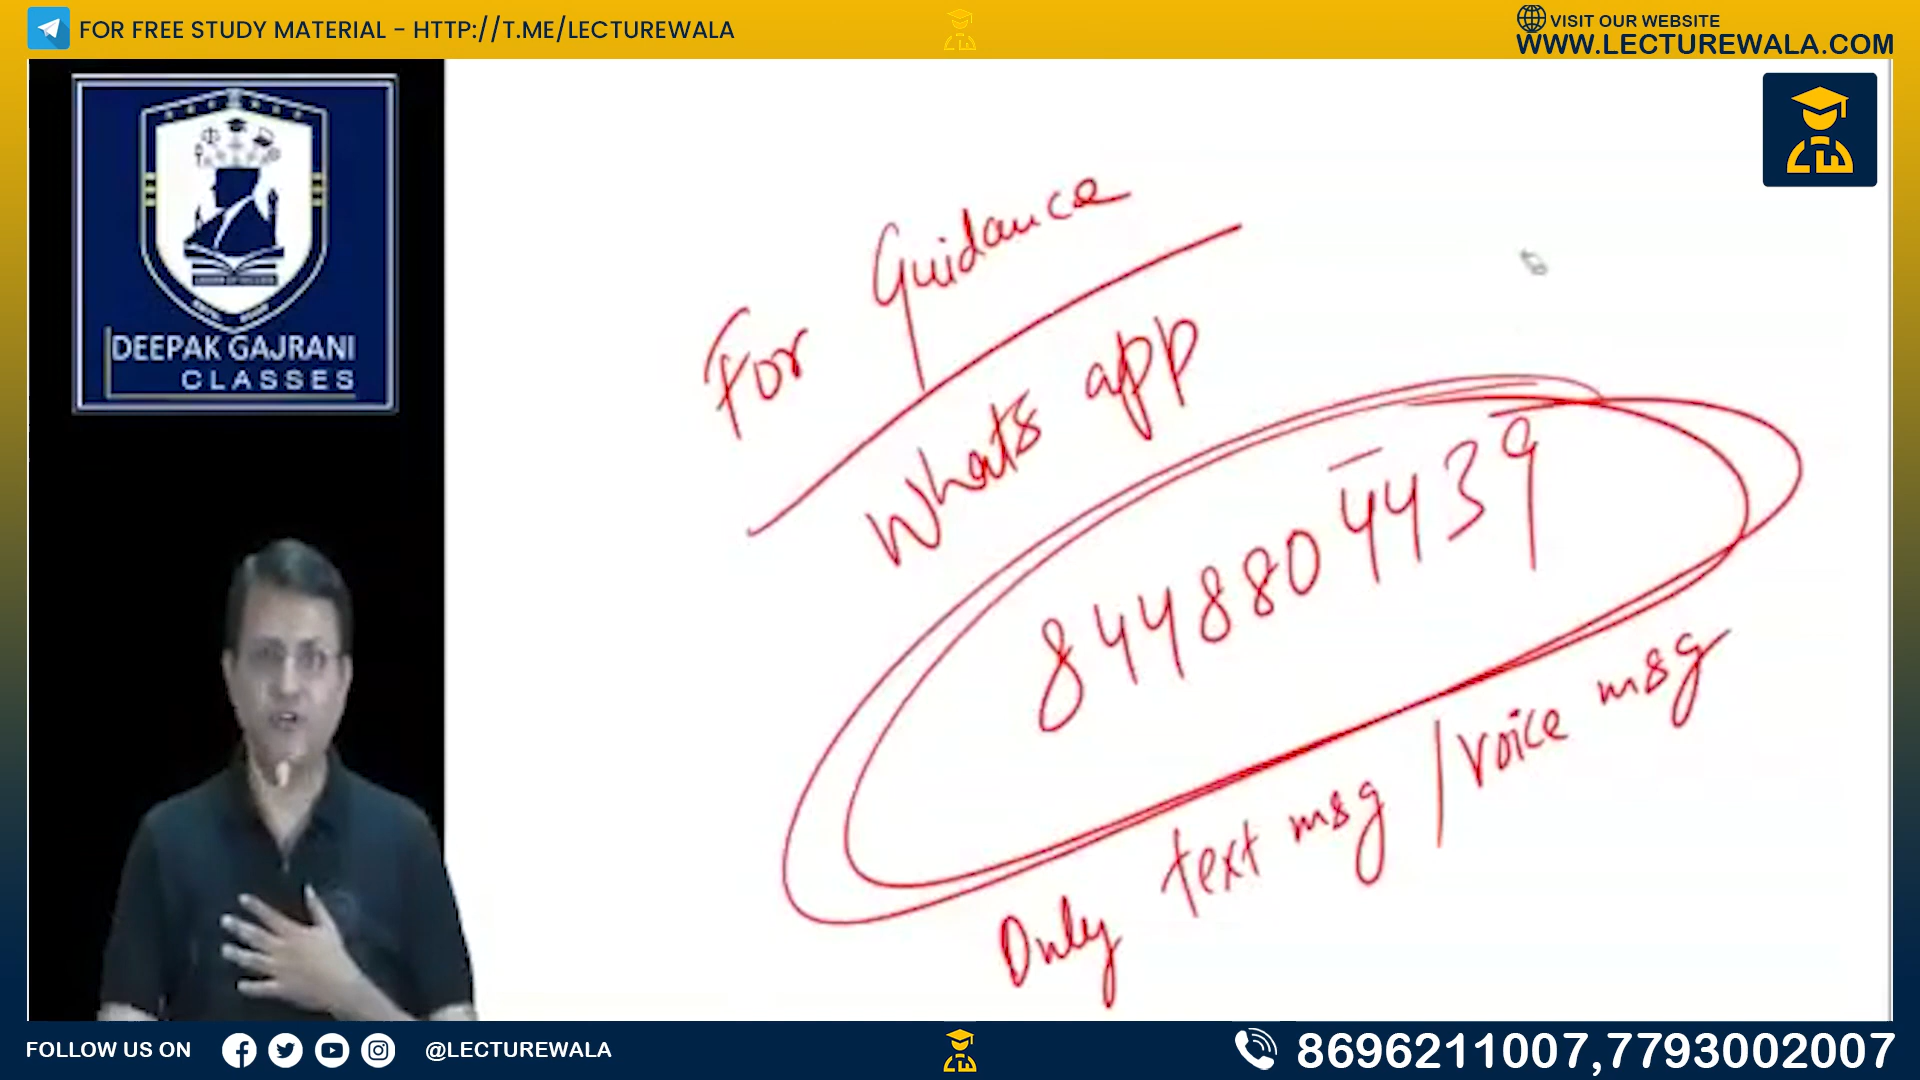 FOR FREE STUDY MATERIAL - HTTP://T.ME/LECTUREWALA
VISIT OUR WEBSITE
WWW.LECTUREWALA.COM
DEEPAK GAJRANI
CLASSES
For Guidance
Whats app
8448804439
Only text msg / voice msg
FOLLOW US ON
@LECTUREWALA
8696211007,7793002007